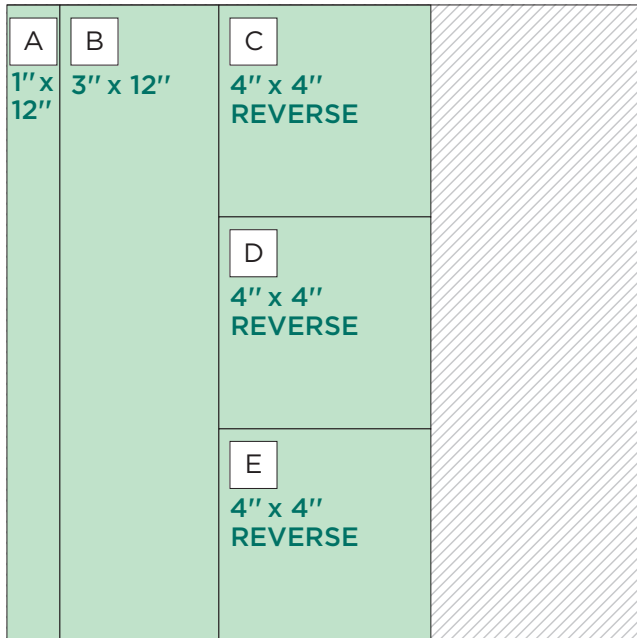 A
1" x
12"
B
3" x 12"
C
4" x 4"
REVERSE
D
4" x 4"
REVERSE
E
4" x 4"
REVERSE